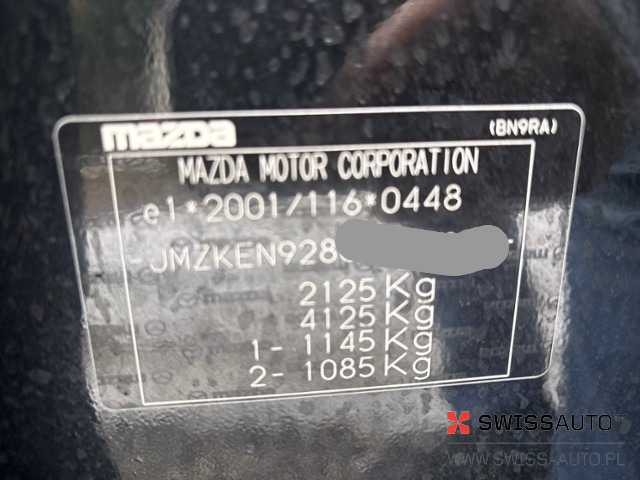 mazda
(BN9RA)
MAZDA MOTOR CORPORATION
e1*2001/116*0448
JMZKEN928
2125 Kg
4125 Kg
1- 1145 Kg
2- 1085 Kg
SWISSAUTO
WWW.SWISS-AUTO.PL